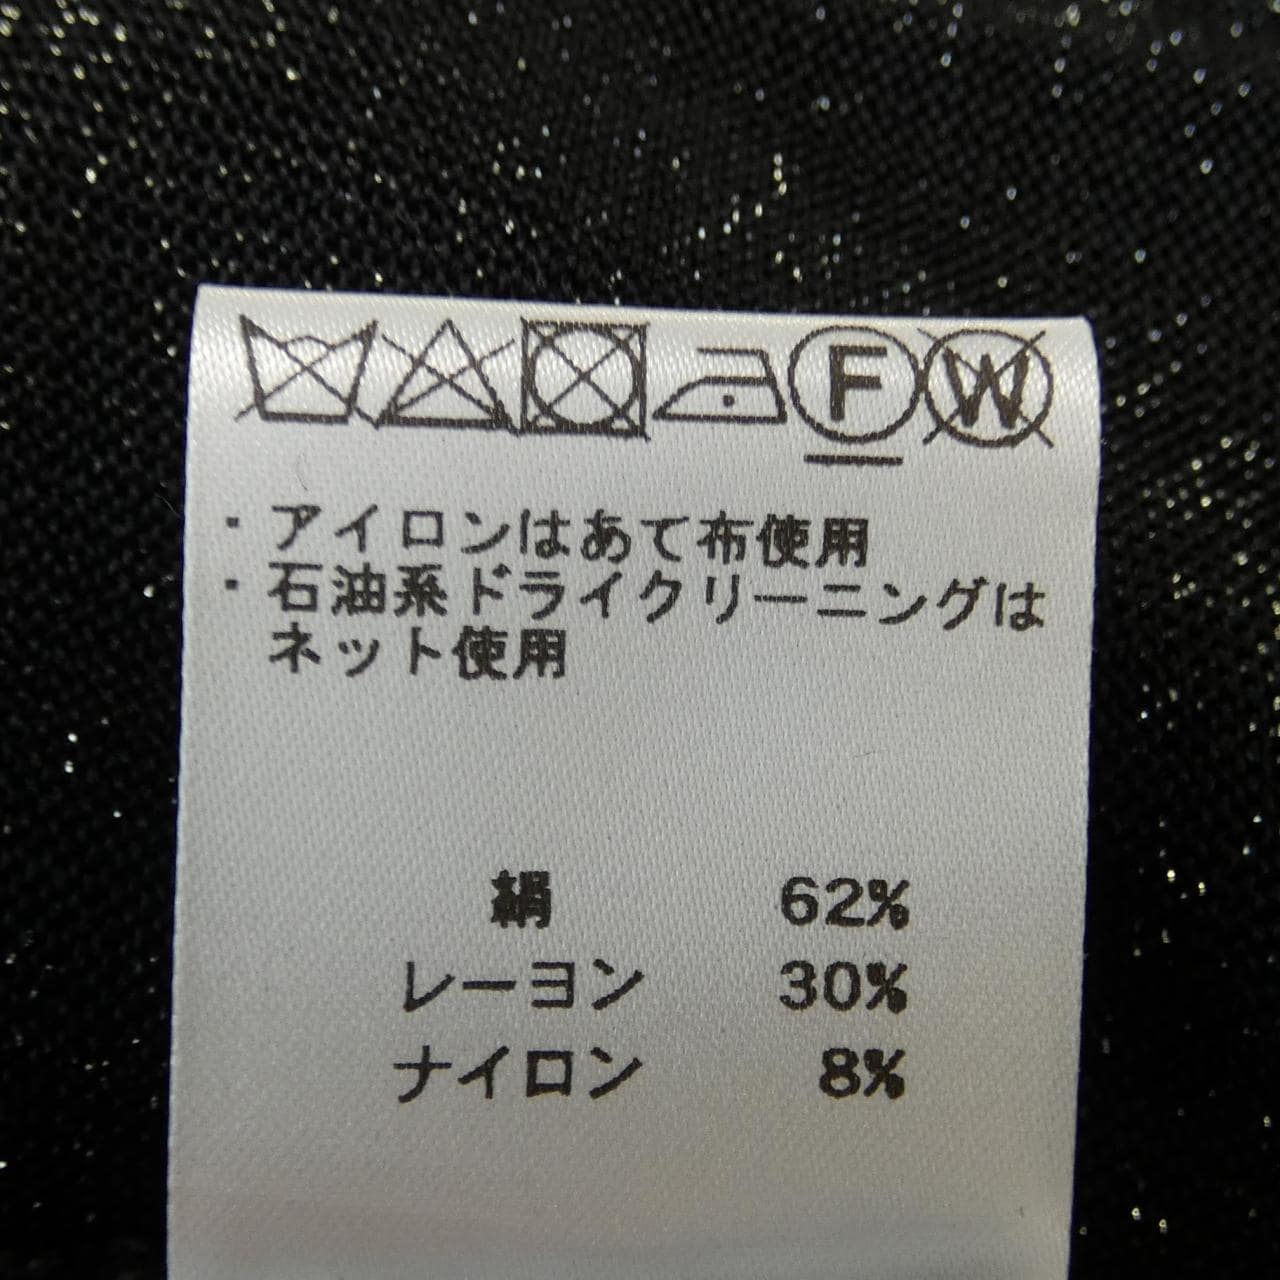 F W
・アイロンはあて布使用
・石油系ドライクリーニングは
ネット使用
絹 62%
レーヨン 30%
ナイロン 8%